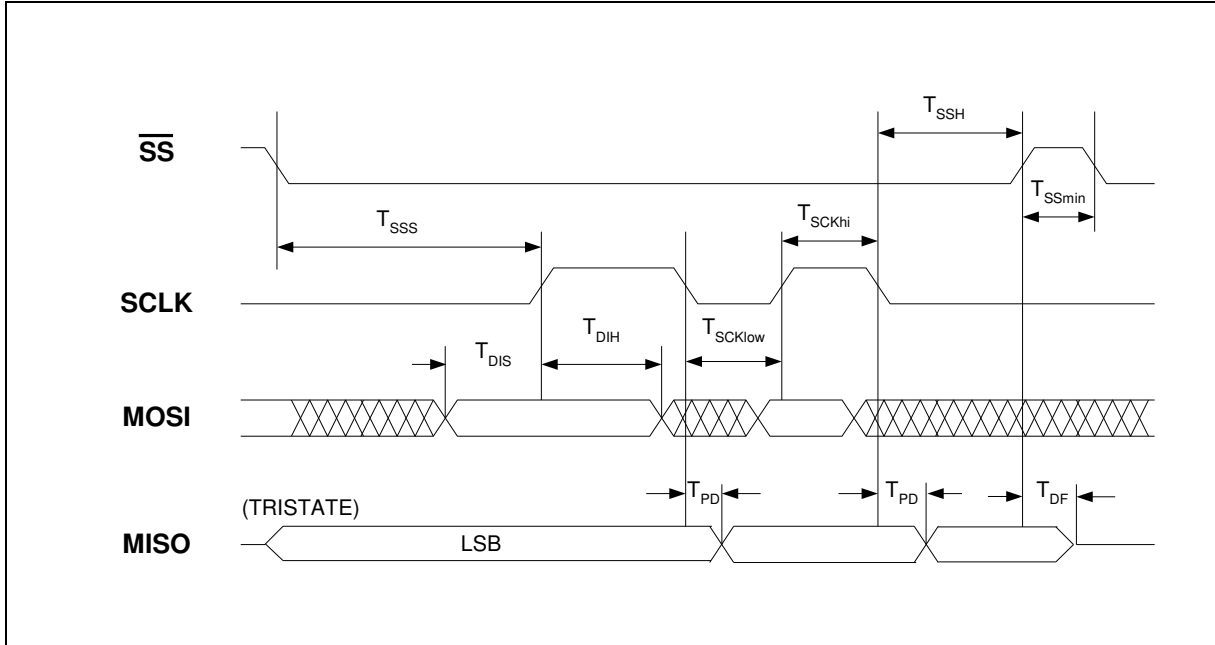 T_SSH
SS
T_SSmin
T_SCKhi
T_SSS
SCLK
T_SCKlow
T_DIH
T_DIS
MOSI
T_PD
T_PD
T_DF
(TRISTATE)
MISO
LSB